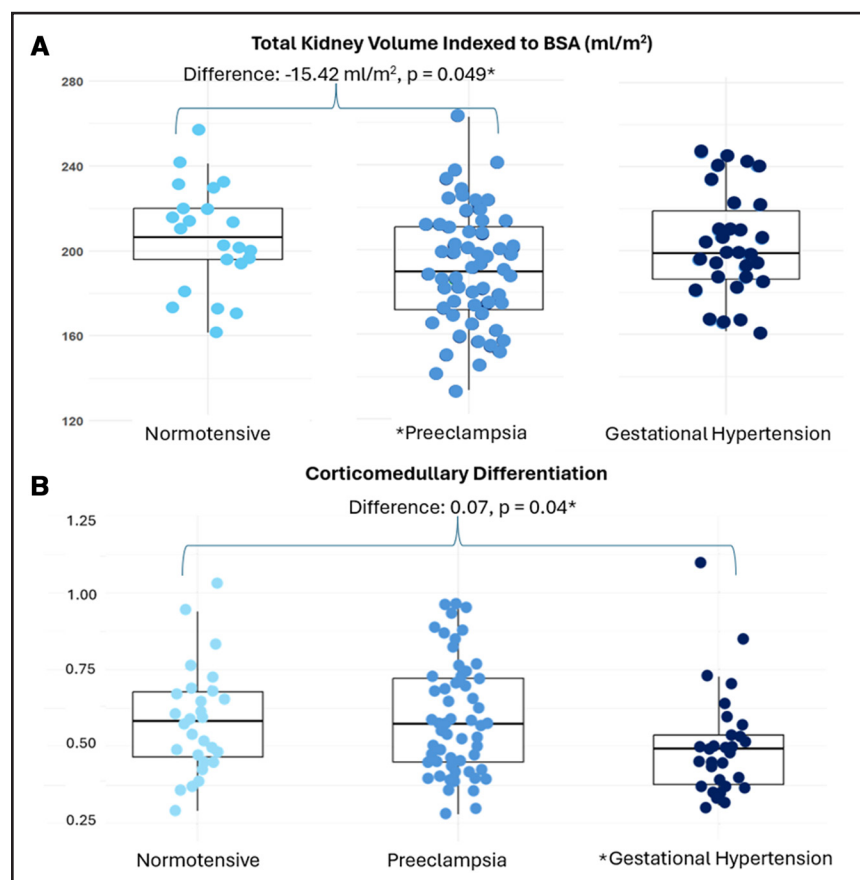 A
Total Kidney Volume Indexed to BSA (ml/m²)
Difference: -15.42 ml/m², p = 0.049*
280
240
200
160
120
Normotensive
*Preeclampsia
Gestational Hypertension
B
Corticomedullary Differentiation
Difference: 0.07, p = 0.04*
1.25
1.00
0.75
0.50
0.25
Normotensive
Preeclampsia
*Gestational Hypertension